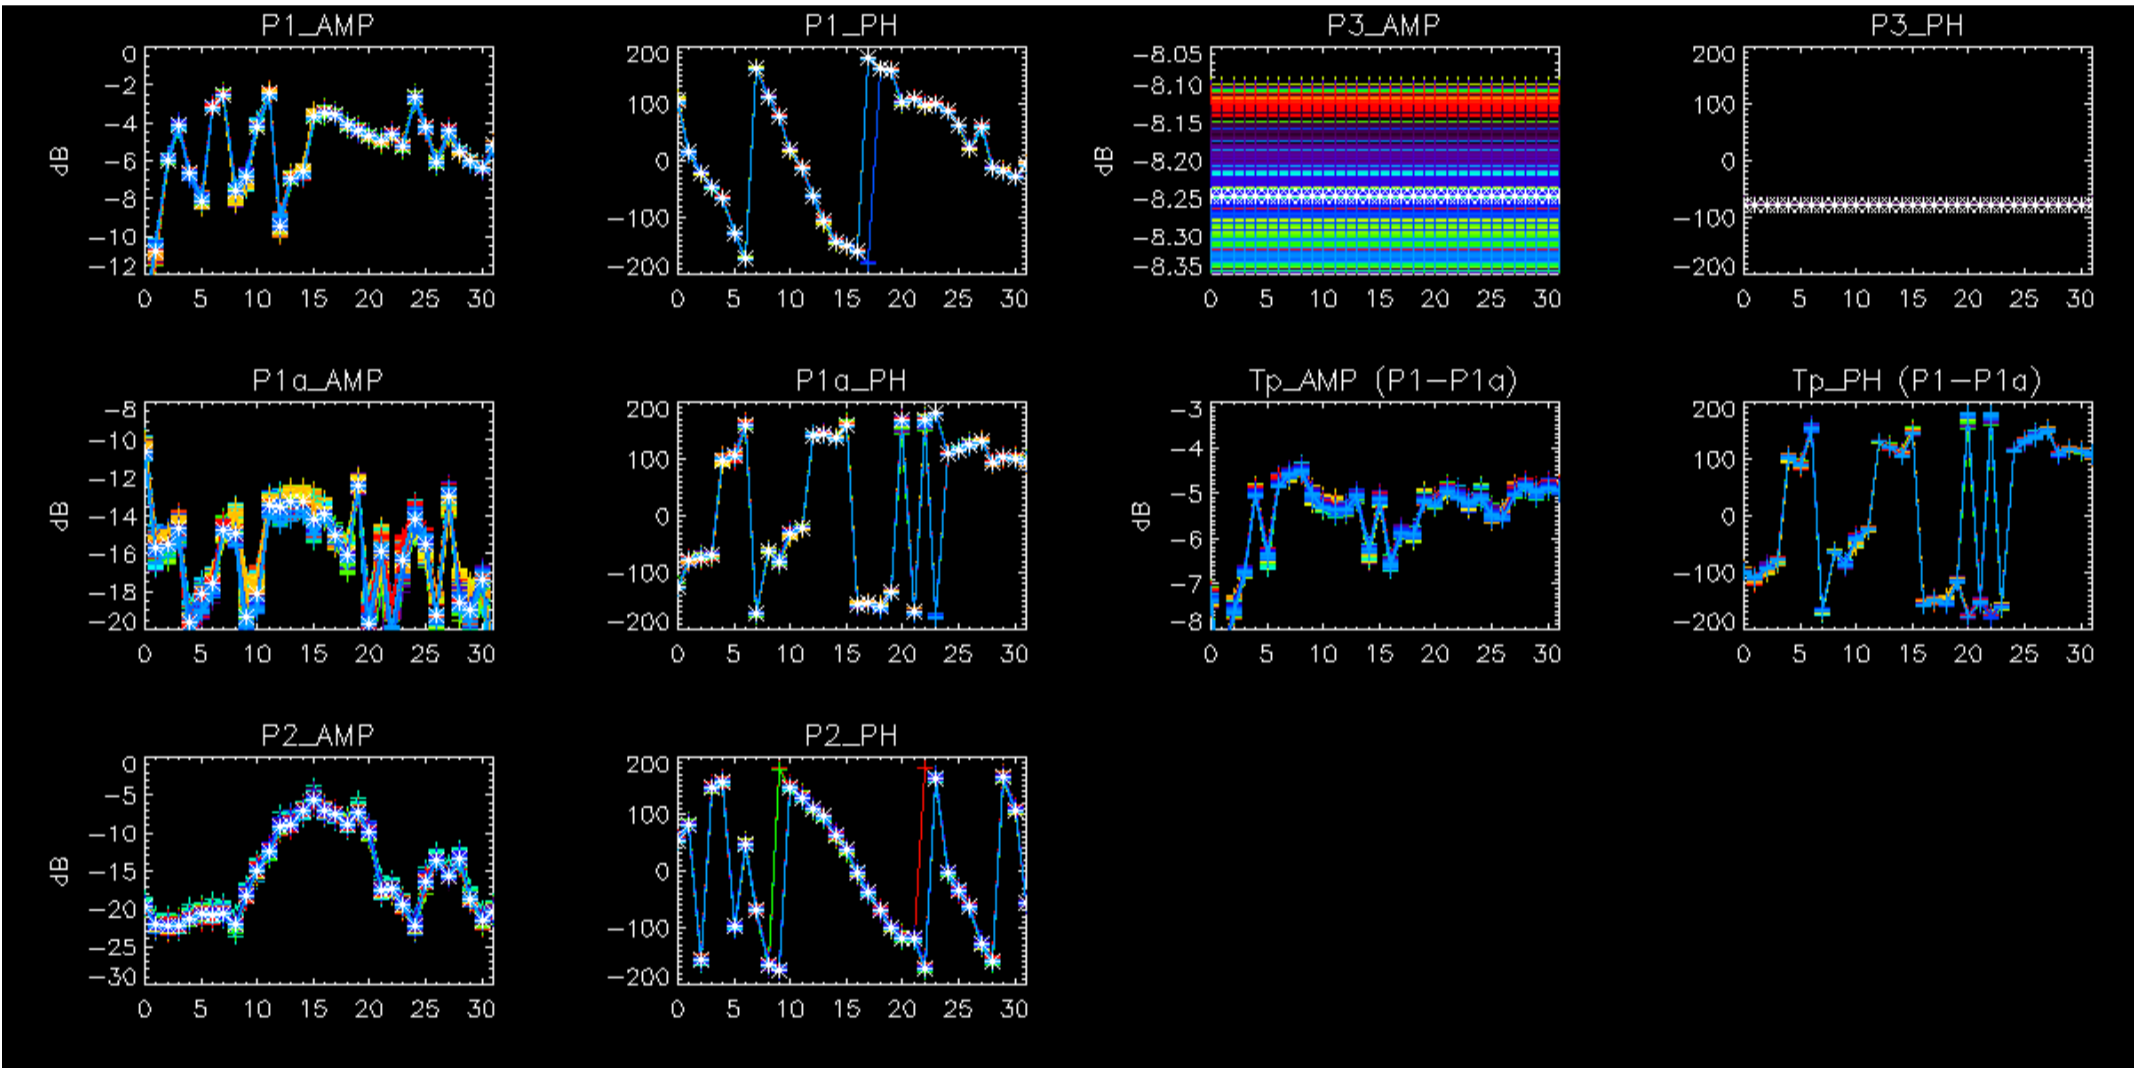 P1_AMP P1_PH P3_AMP P3_PH
0 200 -8.05 200
-2 100 -8.10 100
-4 0 -8.15 0
-6 -100 -8.20 -100
-8 -200 -8.25 -200
-10 -8.30
-12 -8.35
dB dB
0 5 10 15 20 25 30 0 5 10 15 20 25 30 0 5 10 15 20 25 30 0 5 10 15 20 25 30
P1a_AMP P1a_PH Tp_AMP (P1-P1a) Tp_PH (P1-P1a)
-8 200 -3 200
-10 100 -4 100
-12 0 -5 0
-14 -100 -6 -100
-16 -200 -7 -200
-18 -8
-20
dB dB
0 5 10 15 20 25 30 0 5 10 15 20 25 30 0 5 10 15 20 25 30 0 5 10 15 20 25 30
P2_AMP P2_PH
0 200
-5 100
-10 0
-15 -100
-20 -200
-25
-30
dB
0 5 10 15 20 25 30 0 5 10 15 20 25 30